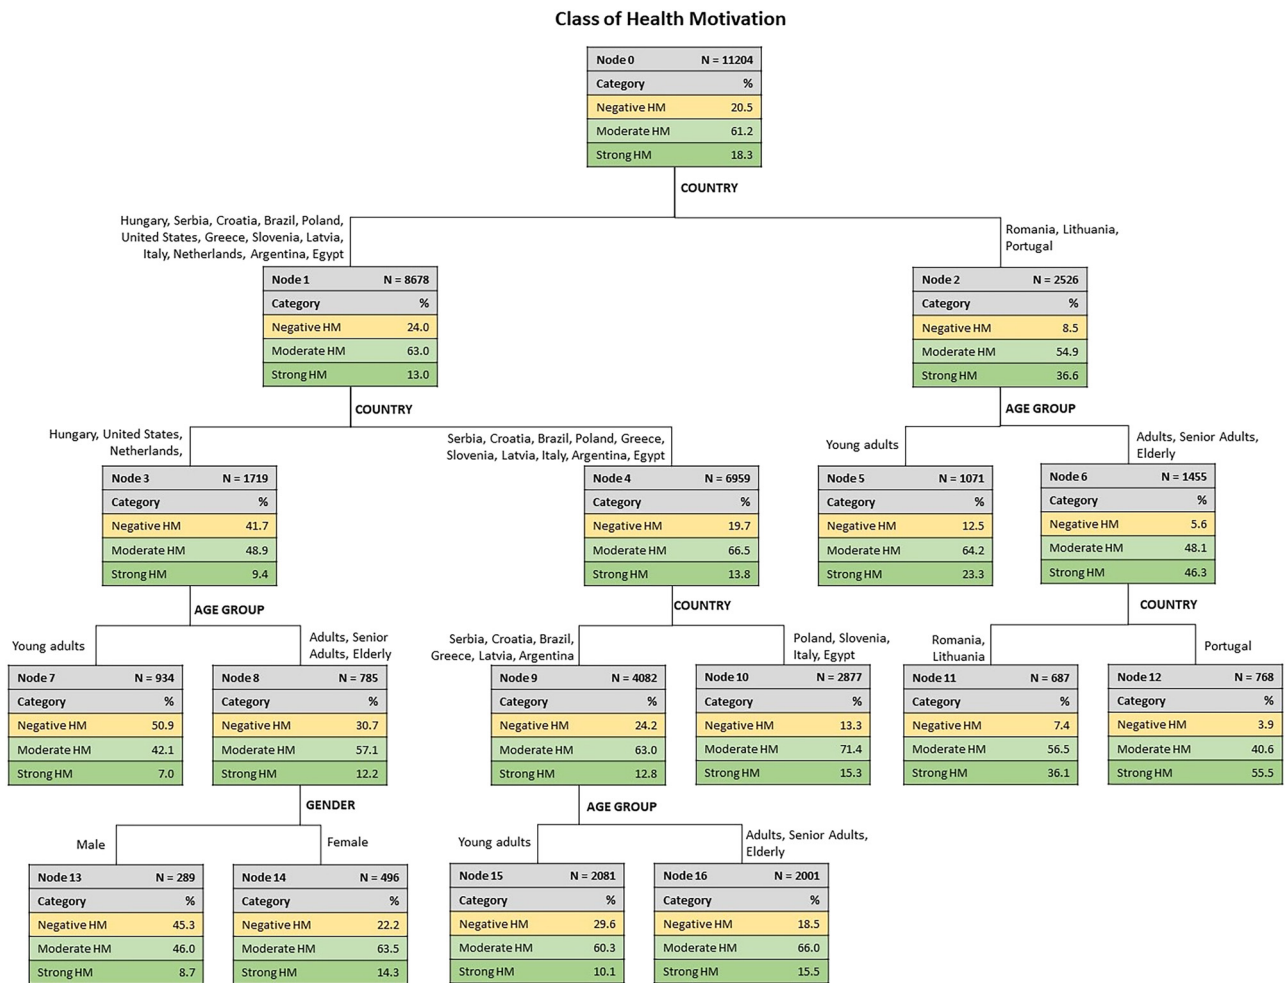 Class of Health Motivation
Node 0 N = 11204
Category %
Negative HM 20.5
Moderate HM 61.2
Strong HM 18.3
COUNTRY
Hungary, Serbia, Croatia, Brazil, Poland,
United States, Greece, Slovenia, Latvia,
Italy, Netherlands, Argentina, Egypt
Romania, Lithuania,
Portugal
Node 1 N = 8678
Category %
Negative HM 24.0
Moderate HM 63.0
Strong HM 13.0
Node 2 N = 2526
Category %
Negative HM 8.5
Moderate HM 54.9
Strong HM 36.6
COUNTRY
AGE GROUP
Hungary, United States,
Netherlands,
Serbia, Croatia, Brazil, Poland, Greece,
Slovenia, Latvia, Italy, Argentina, Egypt
Young adults
Adults, Senior Adults,
Elderly
Node 3 N = 1719
Category %
Negative HM 41.7
Moderate HM 48.9
Strong HM 9.4
Node 4 N = 6959
Category %
Negative HM 19.7
Moderate HM 66.5
Strong HM 13.8
Node 5 N = 1071
Category %
Negative HM 12.5
Moderate HM 64.2
Strong HM 23.3
Node 6 N = 1455
Category %
Negative HM 5.6
Moderate HM 48.1
Strong HM 46.3
AGE GROUP
COUNTRY
COUNTRY
Young adults
Adults, Senior
Adults, Elderly
Serbia, Croatia, Brazil,
Greece, Latvia, Argentina
Poland, Slovenia,
Italy, Egypt
Romania,
Lithuania
Portugal
Node 7 N = 934
Category %
Negative HM 50.9
Moderate HM 42.1
Strong HM 7.0
Node 8 N = 785
Category %
Negative HM 30.7
Moderate HM 57.1
Strong HM 12.2
Node 9 N = 4082
Category %
Negative HM 24.2
Moderate HM 63.0
Strong HM 12.8
Node 10 N = 2877
Category %
Negative HM 13.3
Moderate HM 71.4
Strong HM 15.3
Node 11 N = 687
Category %
Negative HM 7.4
Moderate HM 56.5
Strong HM 36.1
Node 12 N = 768
Category %
Negative HM 3.9
Moderate HM 40.6
Strong HM 55.5
GENDER
AGE GROUP
Male
Female
Young adults
Adults, Senior Adults,
Elderly
Node 13 N = 289
Category %
Negative HM 45.3
Moderate HM 46.0
Strong HM 8.7
Node 14 N = 496
Category %
Negative HM 22.2
Moderate HM 63.5
Strong HM 14.3
Node 15 N = 2081
Category %
Negative HM 29.6
Moderate HM 60.3
Strong HM 10.1
Node 16 N = 2001
Category %
Negative HM 18.5
Moderate HM 66.0
Strong HM 15.5